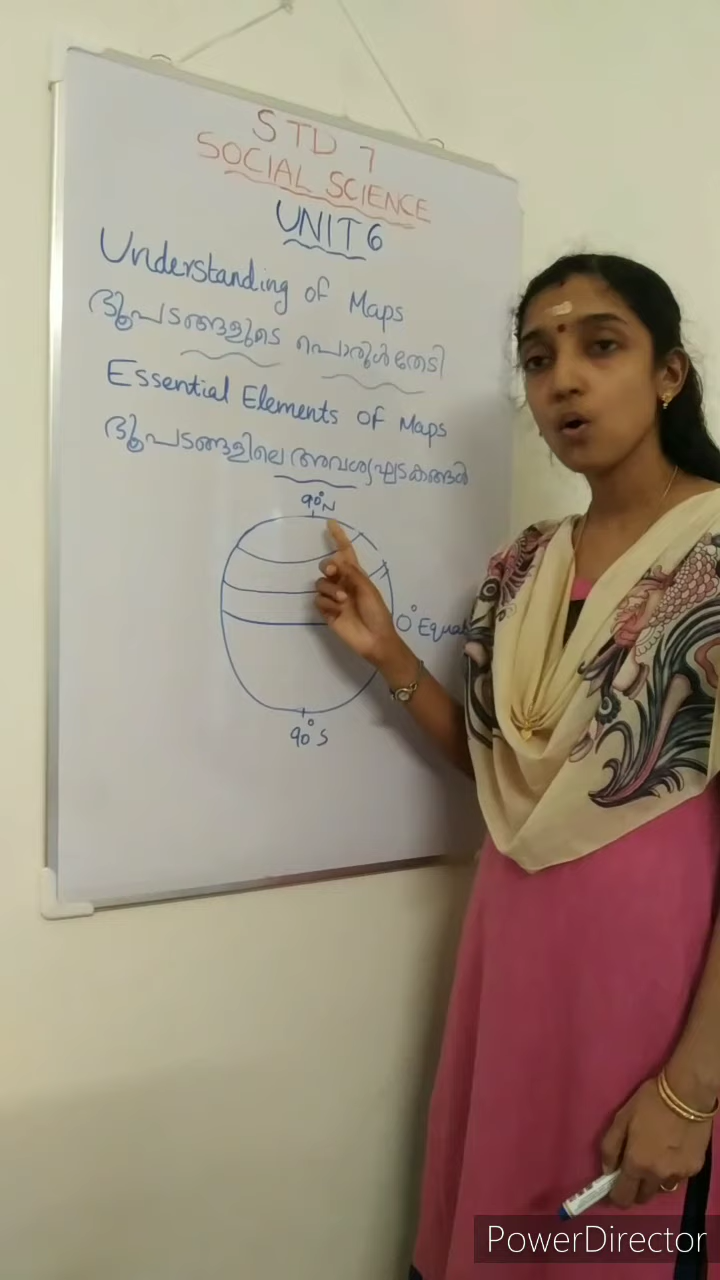 STD 7
SOCIAL SCIENCE
UNIT 6
Understanding of Maps
ഭൂപടങ്ങളുടെ പൊരുൾതേടി
Essential Elements of Maps
ഭൂപടങ്ങളിലെ അവശ്യഘടകങ്ങൾ
90°N
0° Equat
90° S
PowerDirector